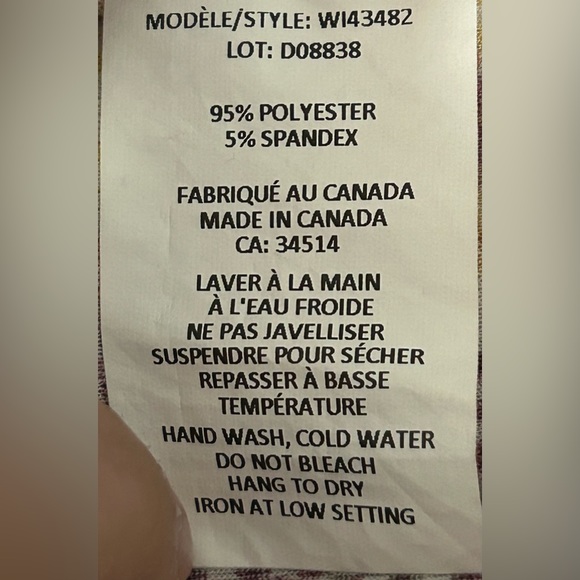 MODÈLE/STYLE: WI43482
LOT: D08838
95% POLYESTER
5% SPANDEX
FABRIQUÉ AU CANADA
MADE IN CANADA
CA: 34514
LAVER À LA MAIN
À L'EAU FROIDE
NE PAS JAVELLISER
SUSPENDRE POUR SÉCHER
REPASSER À BASSE
TEMPÉRATURE
HAND WASH, COLD WATER
DO NOT BLEACH
HANG TO DRY
IRON AT LOW SETTING